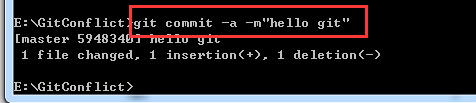 E:\GitConflict>git commit -a -m"hello git"
[master 5948340] hello git
 1 file changed, 1 insertion(+), 1 deletion(-)
E:\GitConflict>